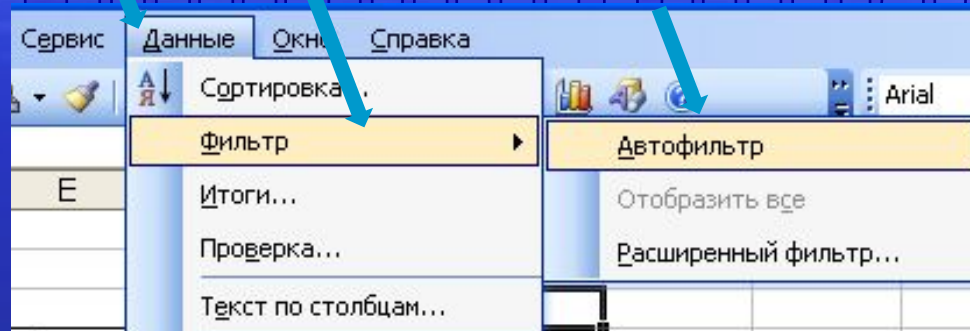 Сервис Данные Окно Справка
Сортировка...
Arial
Фильтр
Автофильтр
E
Итоги...
Отобразить все
Проверка...
Расширенный фильтр...
Текст по столбцам...